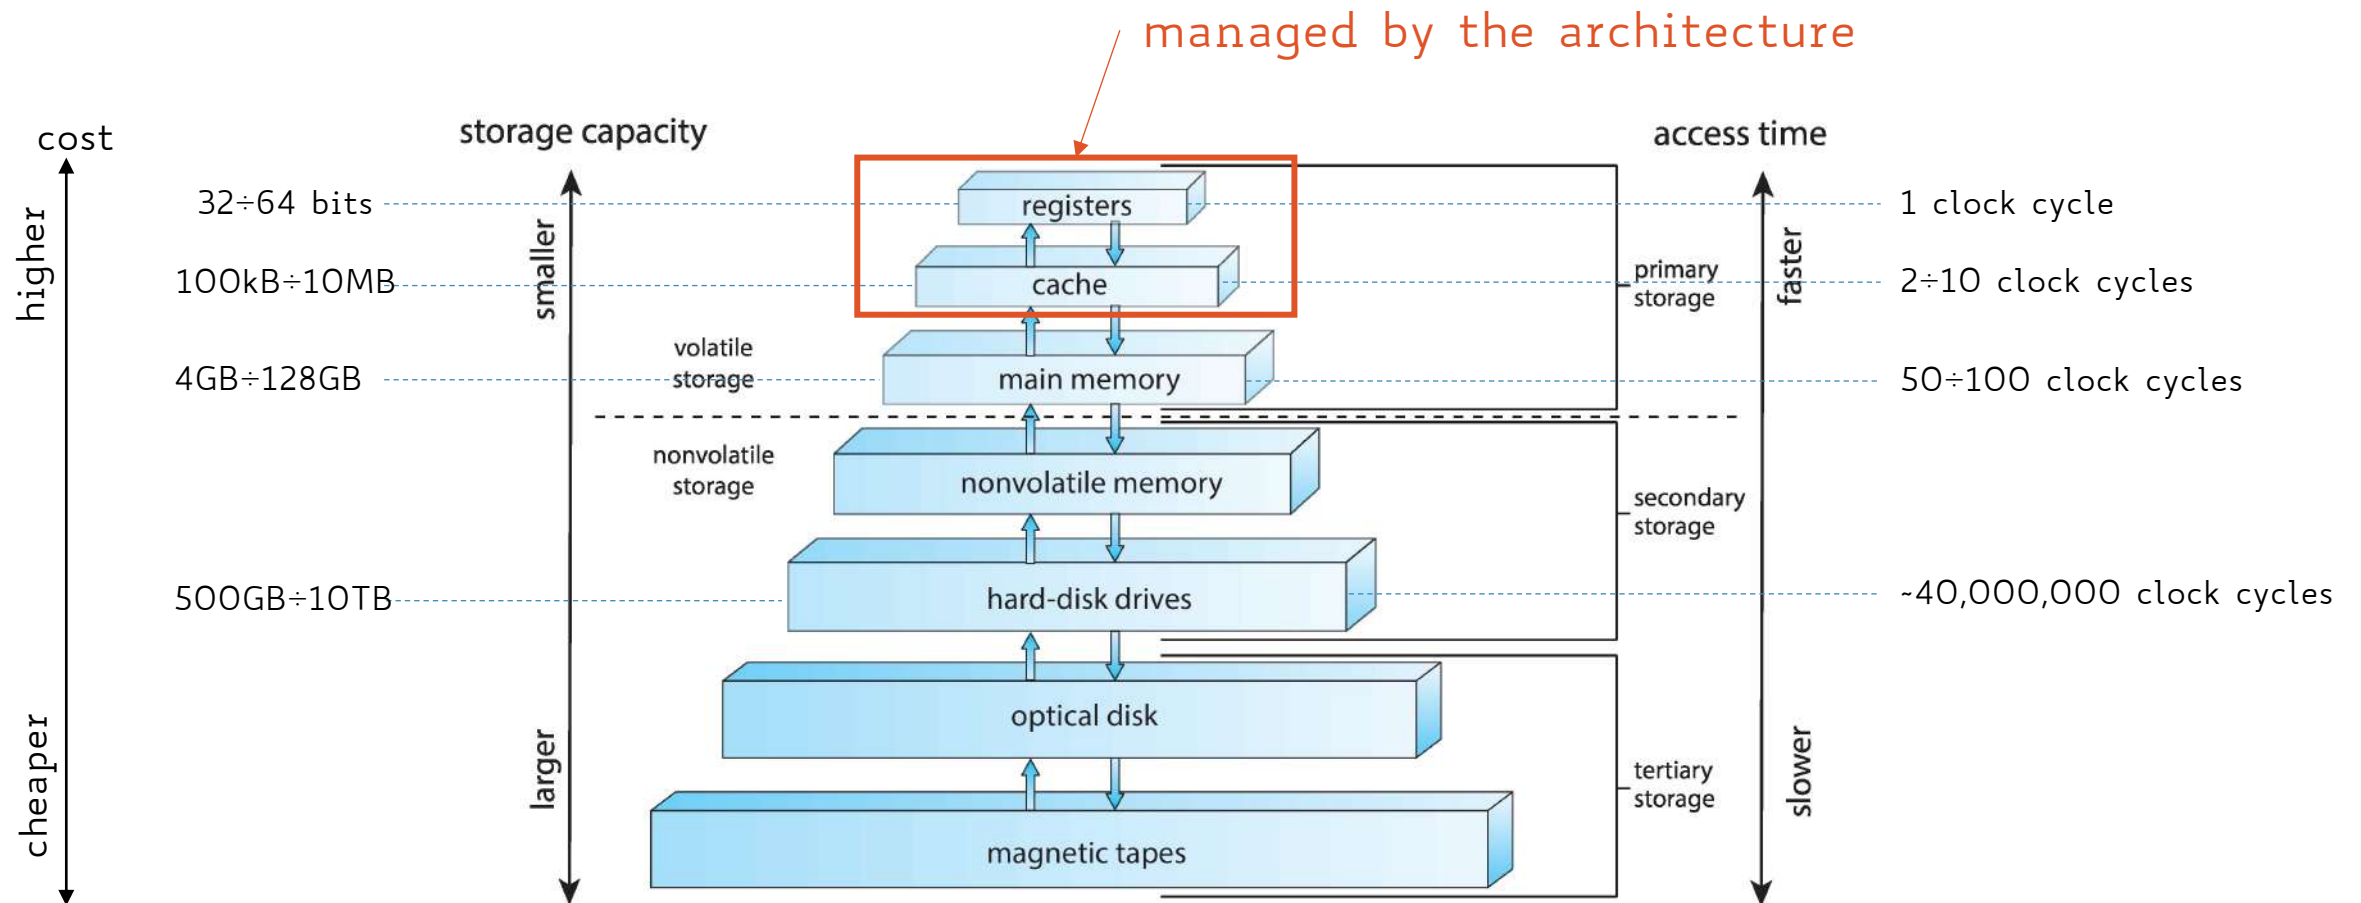 managed by the architecture
cost
storage capacity
access time
higher
cheaper
smaller
larger
faster
slower
32÷64 bits
registers
1 clock cycle
100kB÷10MB
cache
primary
storage
2÷10 clock cycles
volatile
storage
4GB÷128GB
main memory
50÷100 clock cycles
nonvolatile
storage
nonvolatile memory
secondary
storage
500GB÷10TB
hard-disk drives
~40,000,000 clock cycles
optical disk
tertiary
storage
magnetic tapes